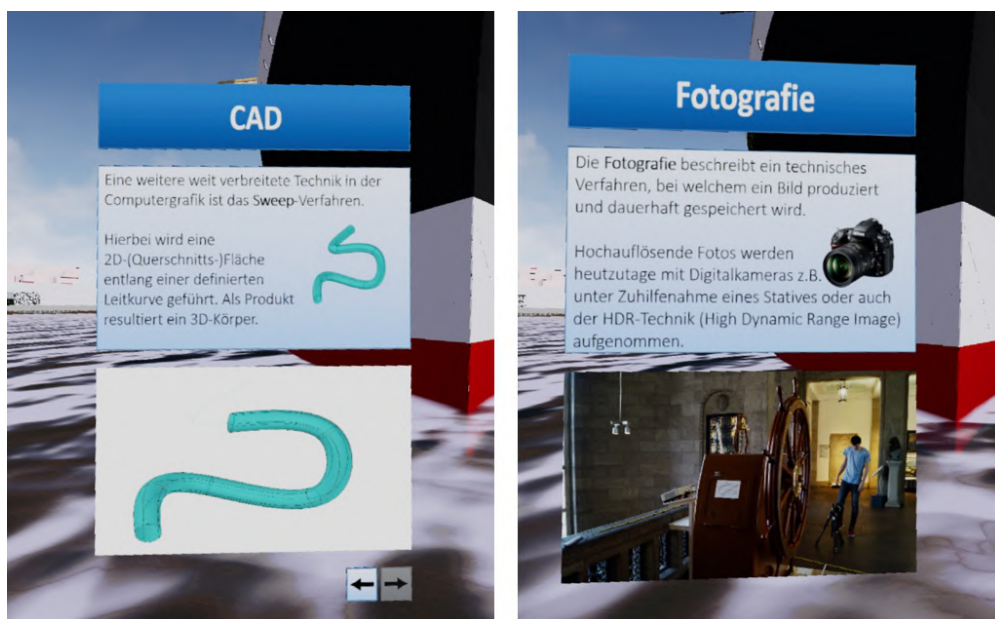 CAD
Eine weitere weit verbreitete Technik in der
Computergrafik ist das Sweep-Verfahren.
Hierbei wird eine
2D-(Querschnitts-)Fläche
entlang einer definierten
Leitkurve geführt. Als Produkt
resultiert ein 3D-Körper.
Fotografie
Die Fotografie beschreibt ein technisches
Verfahren, bei welchem ein Bild produziert
und dauerhaft gespeichert wird.
Hochauflösende Fotos werden
heutzutage mit Digitalkameras z.B.
unter Zuhilfenahme eines Statives oder auch
der HDR-Technik (High Dynamic Range Image)
aufgenommen.